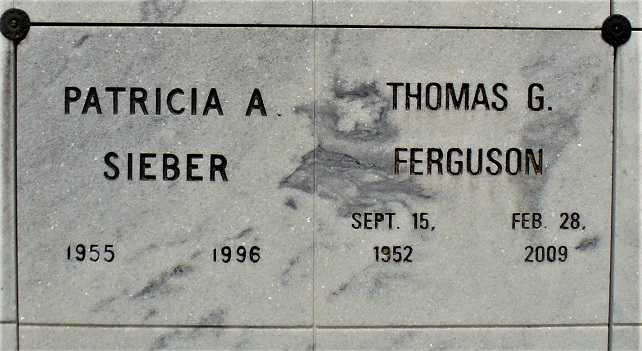 PATRICIA A.
SIEBER
1955 1996
THOMAS G.
FERGUSON
SEPT. 15, FEB. 28,
1952 2009